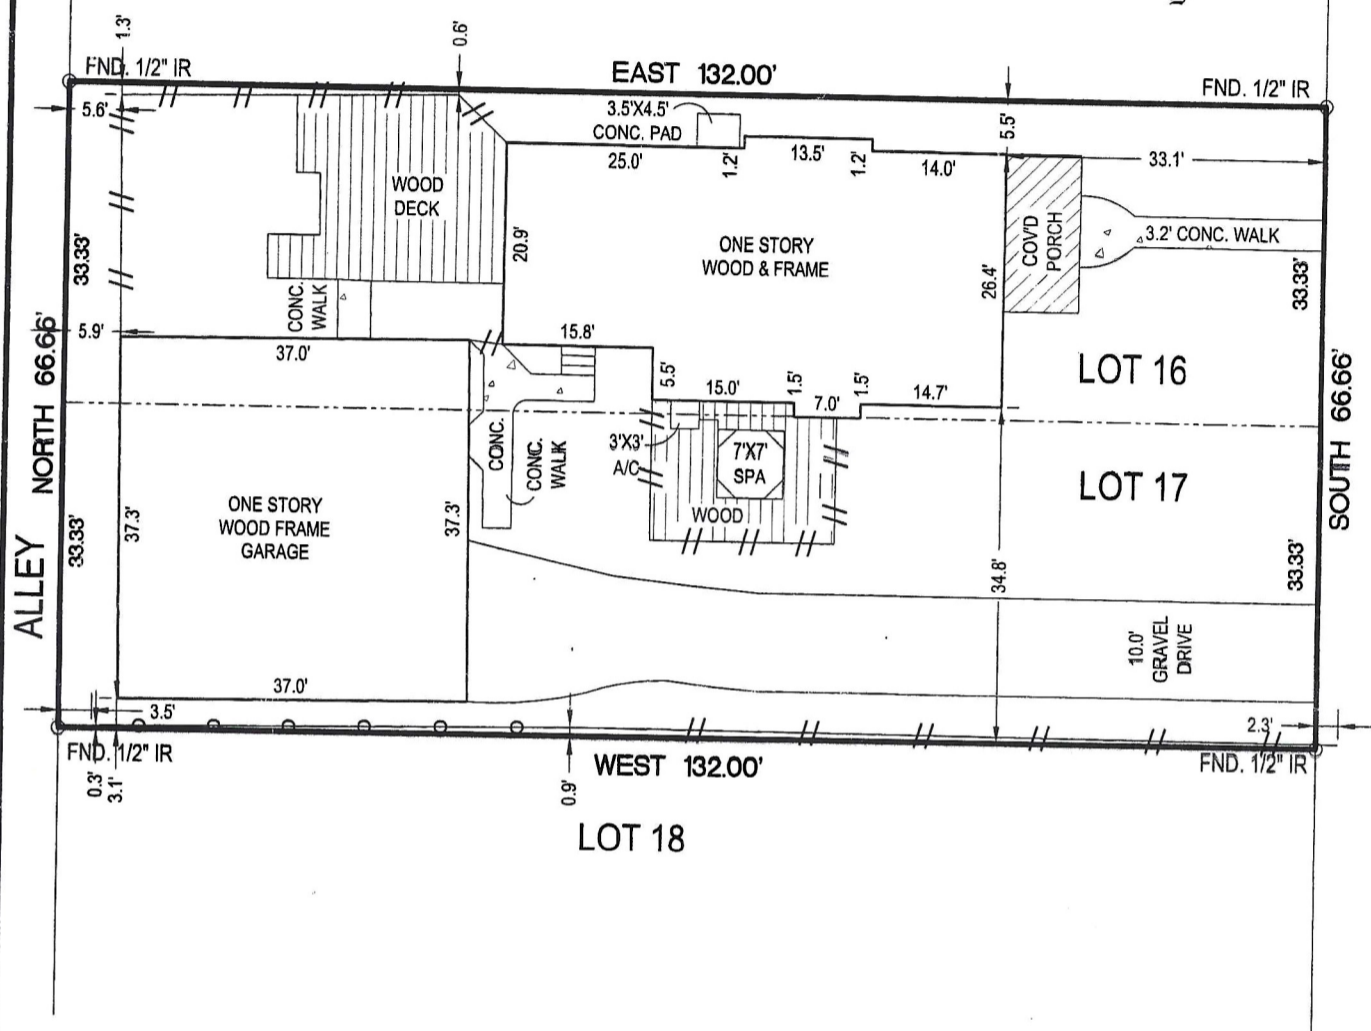 1.3'
0.6'
FND. 1/2" IR
EAST 132.00'
FND. 1/2" IR
5.6'
3.5'X4.5'
CONC. PAD
5.5'
25.0'
1.2'
13.5'
1.2'
14.0'
33.1'
WOOD
DECK
20.9'
ONE STORY
WOOD & FRAME
COV'D
PORCH
3.2' CONC. WALK
33.33'
26.4'
33.33'
CONC.
WALK
5.9'
37.0'
15.8'
5.5'
15.0'
1.5'
7.0'
1.5'
14.7'
LOT 16
NORTH 66.66'
SOUTH 66.66'
3'X3'
A/C
7'X7'
SPA
WOOD
CONC.
CONC.
WALK
LOT 17
ALLEY
33.33'
37.3'
ONE STORY
WOOD FRAME
GARAGE
37.3'
34.8'
33.33'
10.0'
GRAVEL
DRIVE
37.0'
3.5'
2.3'
FND. 1/2" IR
WEST 132.00'
FND. 1/2" IR
0.3'
3.1'
0.9'
LOT 18